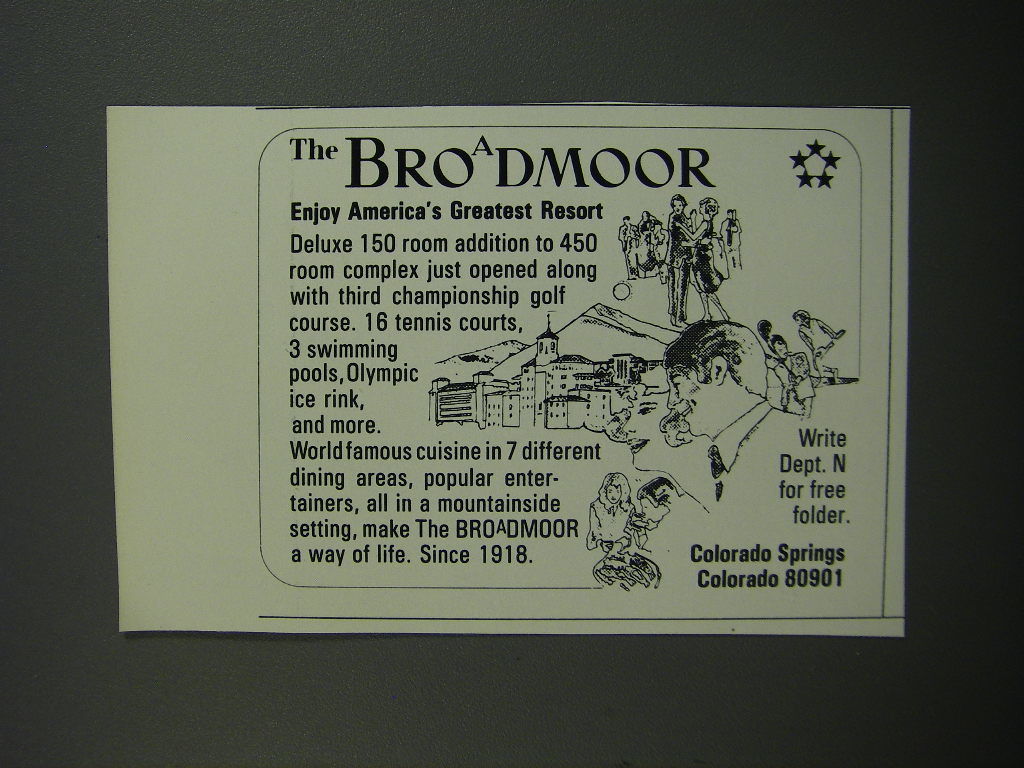 The BROADMOOR
Enjoy America's Greatest Resort
Deluxe 150 room addition to 450
room complex just opened along
with third championship golf
course. 16 tennis courts,
3 swimming
pools, Olympic
ice rink,
and more.
World famous cuisine in 7 different
dining areas, popular enter-
tainers, all in a mountainside
setting, make The BROADMOOR
a way of life. Since 1918.
Write
Dept. N
for free
folder.
Colorado Springs
Colorado 80901